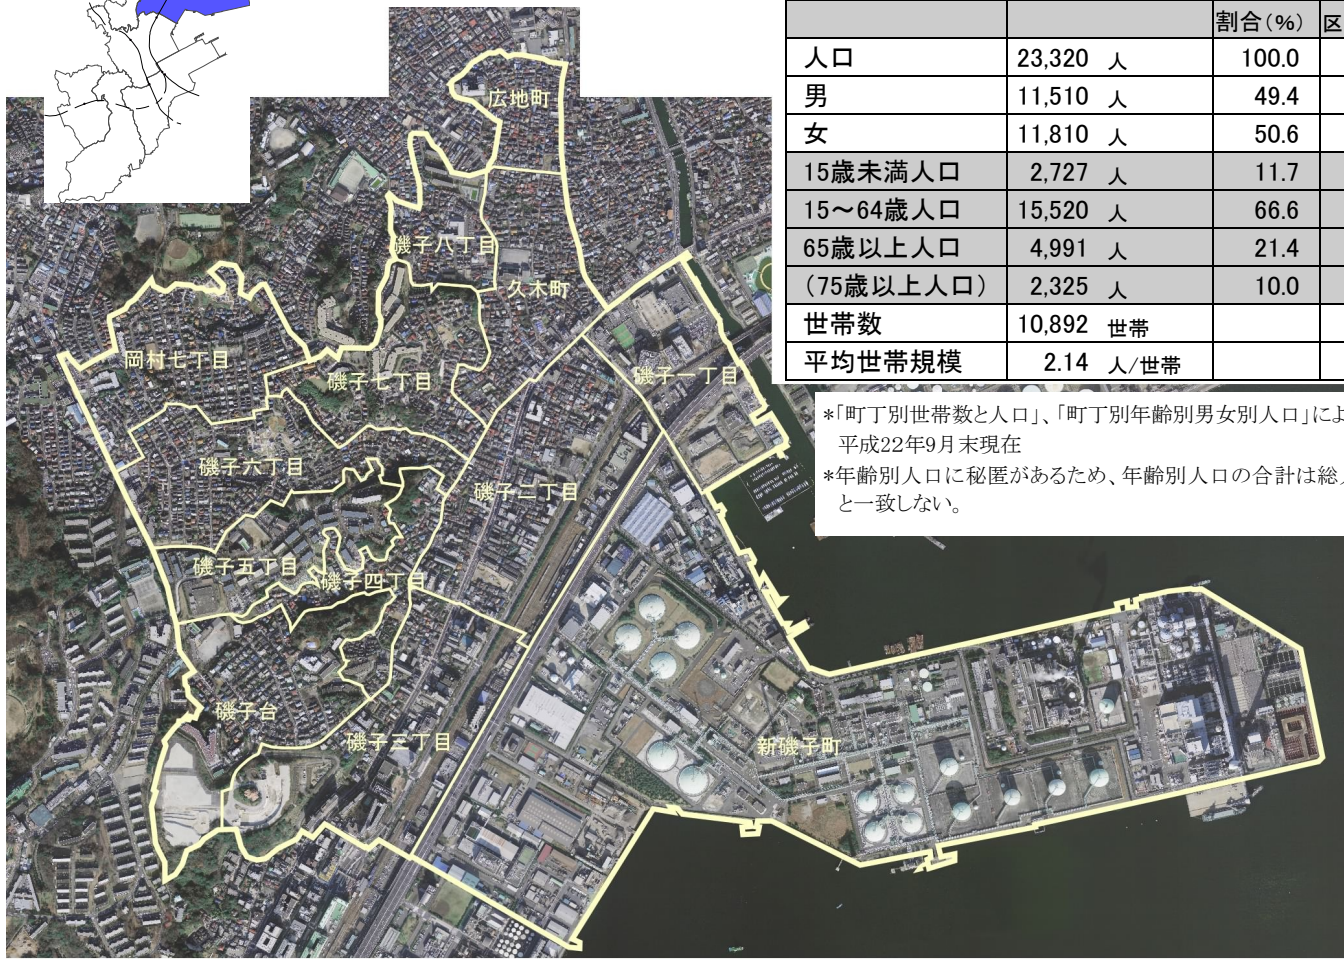 割合(%) 区
人口 23,320 人 100.0
男 11,510 人 49.4
女 11,810 人 50.6
15歳未満人口 2,727 人 11.7
15～64歳人口 15,520 人 66.6
65歳以上人口 4,991 人 21.4
(75歳以上人口) 2,325 人 10.0
世帯数 10,892 世帯
平均世帯規模 2.14 人/世帯
*「町丁別世帯数と人口」、「町丁別年齢別男女別人口」によ
平成22年9月末現在
*年齢別人口に秘匿があるため、年齢別人口の合計は総人
と一致しない。
広地町
磯子八丁目
久木町
岡村七丁目
磯子七丁目
磯子一丁目
磯子六丁目
磯子二丁目
磯子五丁目
磯子四丁目
磯子台
磯子三丁目
新磯子町